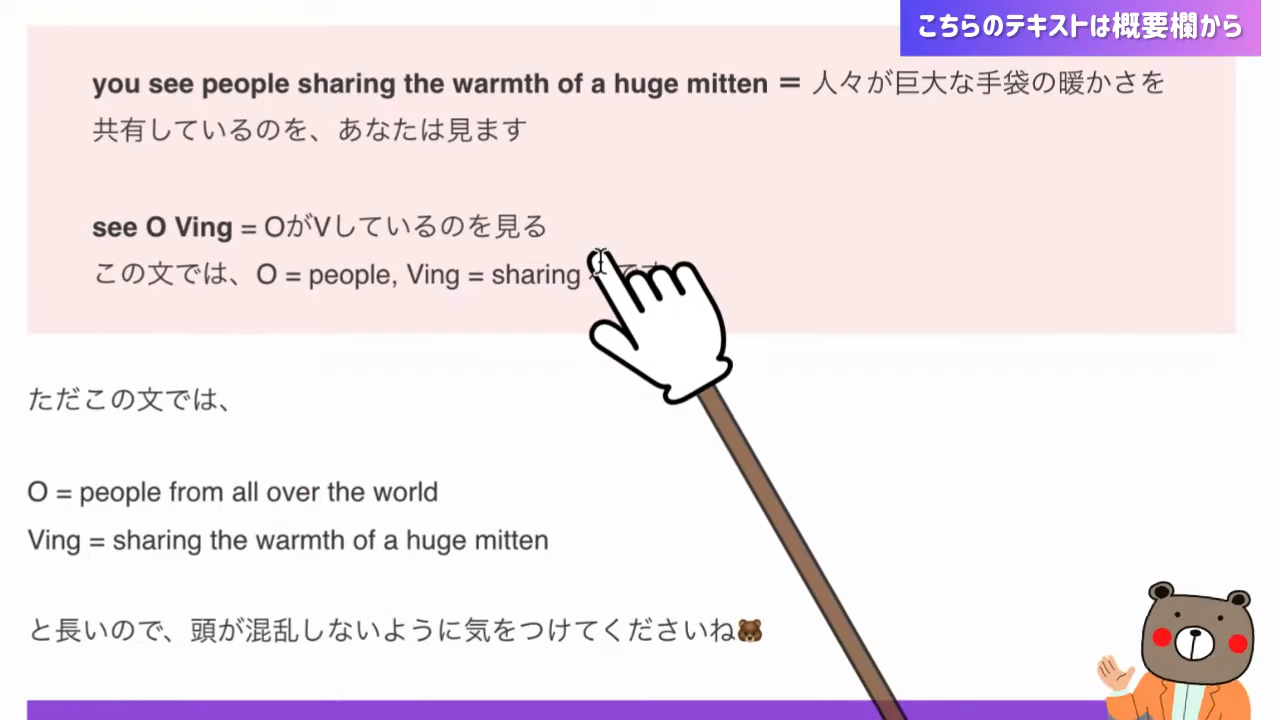 こちらのテキストは概要欄から
you see people sharing the warmth of a huge mitten = 人々が巨大な手袋の暖かさを
共有しているのを、あなたは見ます
see O Ving = OがVしているのを見る
この文では、O = people, Ving = sharing です
ただこの文では、
O = people from all over the world
Ving = sharing the warmth of a huge mitten
と長いので、頭が混乱しないように気をつけてくださいね🐻